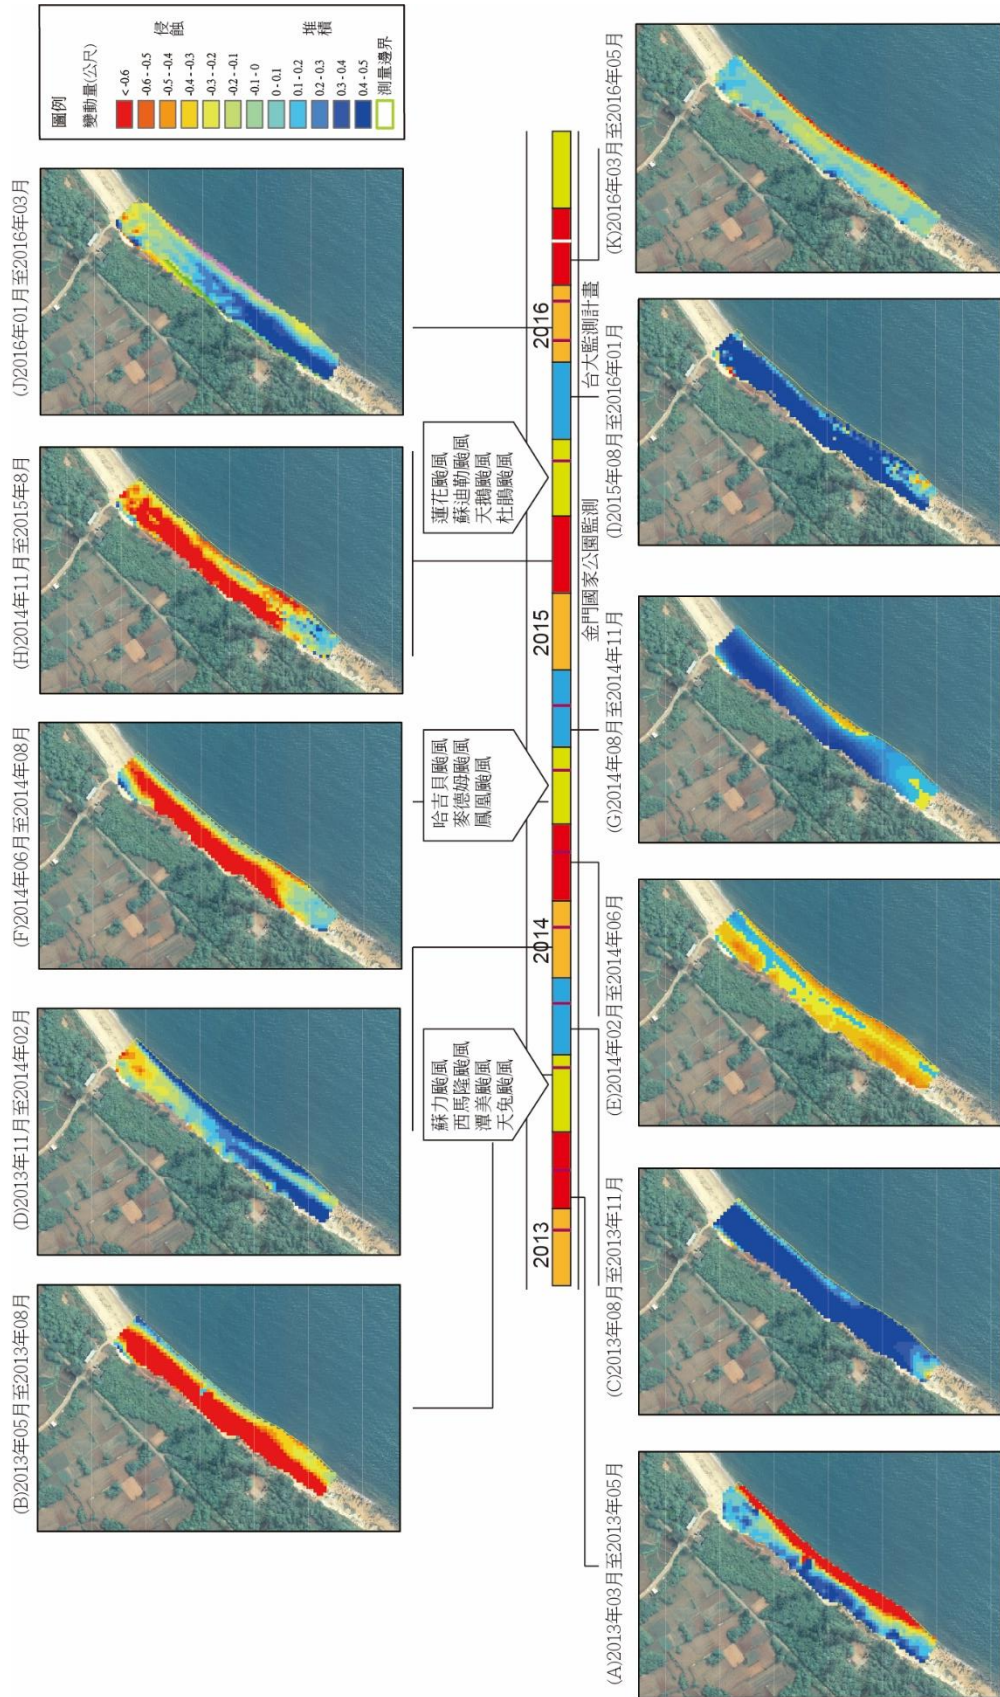 (B)2013年05月至2013年08月
(D)2013年11月至2014年02月
(F)2014年06月至2014年08月
(H)2014年11月至2015年8月
(J)2016年01月至2016年03月
圖例
變動量(公尺)
侵蝕
< -0.6
-0.6 - -0.5
-0.5 - -0.4
-0.4 - -0.3
-0.3 - -0.2
-0.2 - -0.1
-0.1 - 0
堆積
0 - 0.1
0.1 - 0.2
0.2 - 0.3
0.3 - 0.4
0.4 - 0.5
測量邊界
蘇力颱風
西馬隆颱風
潭美颱風
天兔颱風
哈吉貝颱風
麥德姆颱風
鳳凰颱風
蓮花颱風
蘇迪勒颱風
天鵝颱風
杜鵑颱風
2013
2014
2015
2016
金門國家公園監測
台大監測計畫
(A)2013年03月至2013年05月
(C)2013年08月至2013年11月
(E)2014年02月至2014年06月
(G)2014年08月至2014年11月
(I)2015年08月至2016年01月
(K)2016年03月至2016年05月